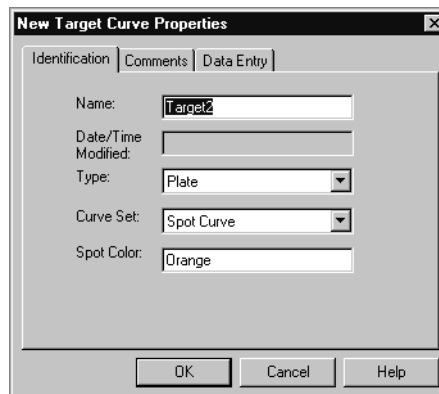 New Target Curve Properties
Identification Comments Data Entry
Name: Target2
Date/Time
Modified:
Type: Plate
Curve Set: Spot Curve
Spot Color: Orange
OK Cancel Help